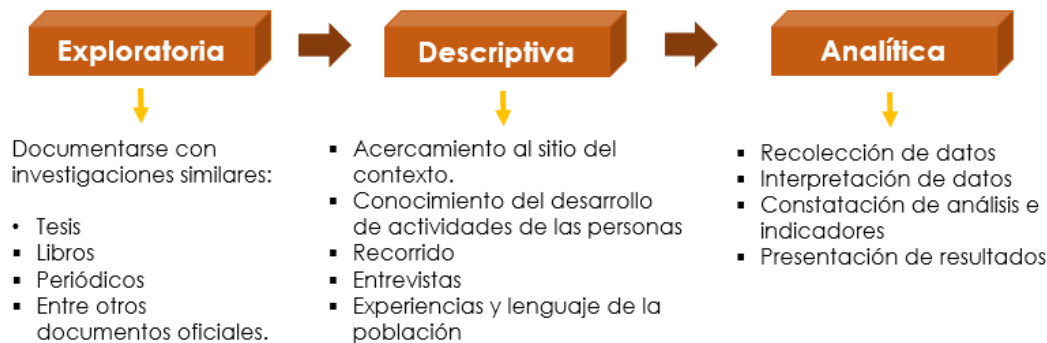 Exploratoria
Documentarse con
investigaciones similares:
• Tesis
▪ Libros
▪ Periódicos
▪ Entre otros
documentos oficiales.
Descriptiva
▪ Acercamiento al sitio del
contexto.
▪ Conocimiento del desarrollo
de actividades de las personas
▪ Recorrido
▪ Entrevistas
▪ Experiencias y lenguaje de la
población
Analítica
▪ Recolección de datos
▪ Interpretación de datos
▪ Constatación de análisis e
indicadores
▪ Presentación de resultados